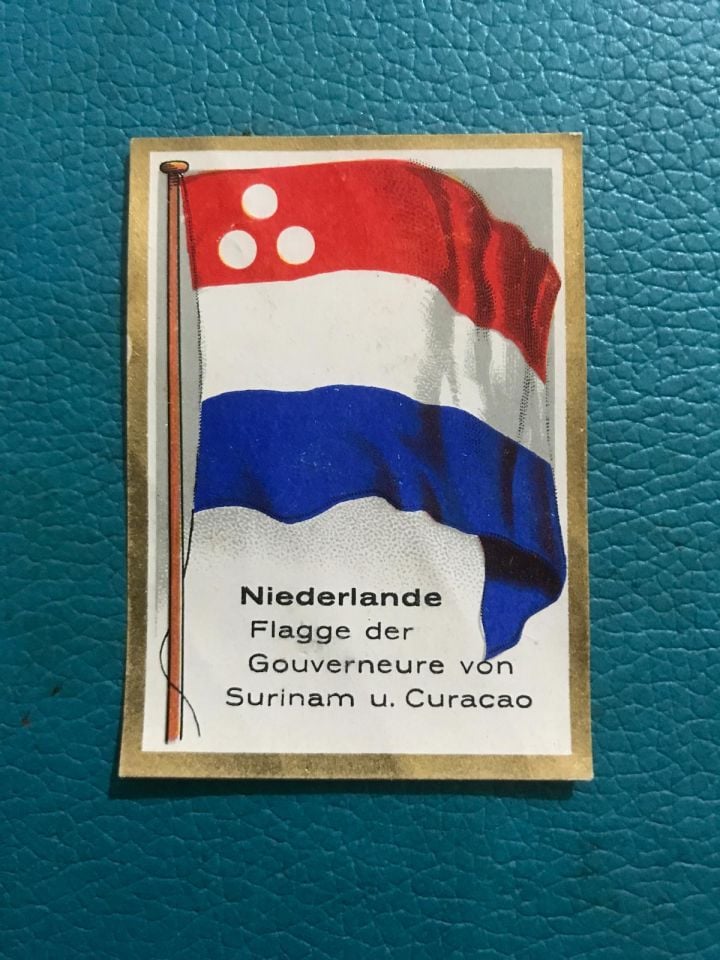 Niederlande
Flagge der
Gouverneure von
Surinam u. Curacao